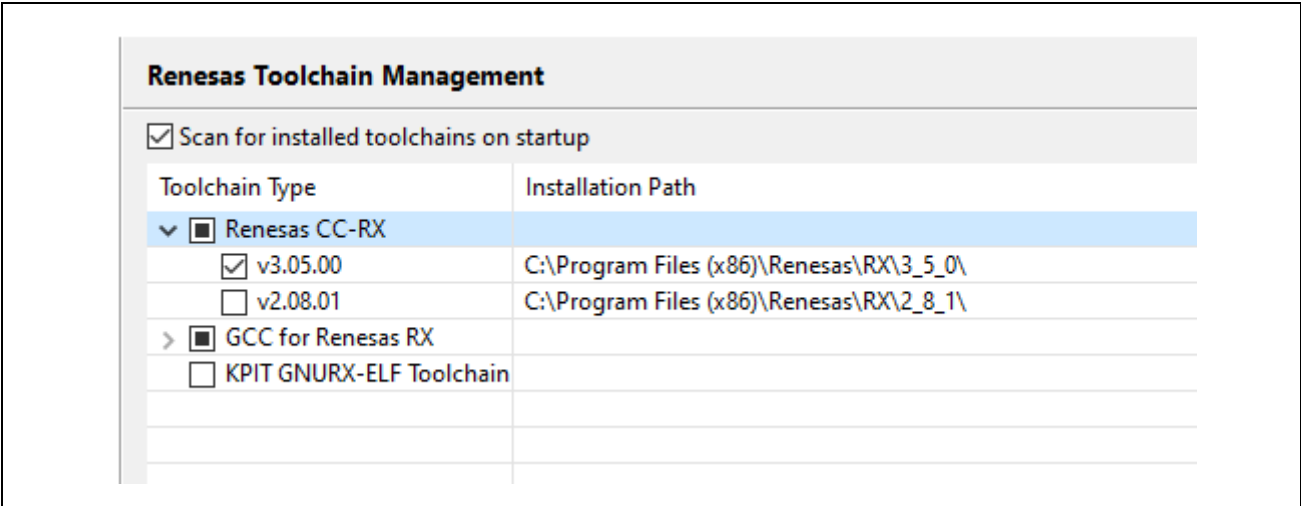 Renesas Toolchain Management
Scan for installed toolchains on startup
Toolchain Type Installation Path
Renesas CC-RX
v3.05.00 C:\Program Files (x86)\Renesas\RX\3_5_0\
v2.08.01 C:\Program Files (x86)\Renesas\RX\2_8_1\
GCC for Renesas RX
KPIT GNURX-ELF Toolchain